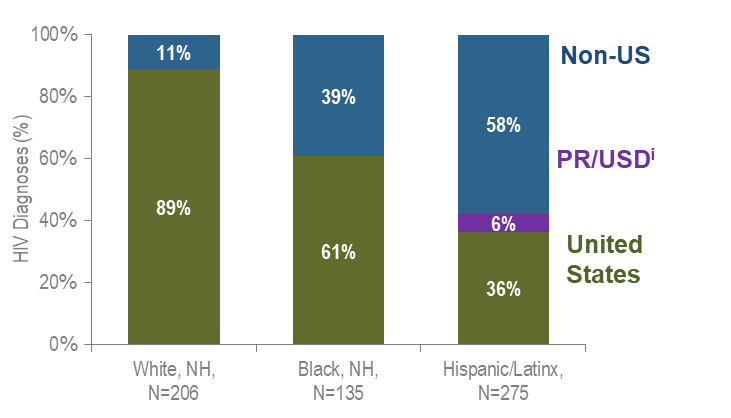 100%
80%
60%
40%
20%
0%
HIV Diagnoses (%)
11%
89%
39%
61%
58%
6%
36%
Non-US
PR/USDi
United
States
White, NH,
N=206
Black, NH,
N=135
Hispanic/Latinx,
N=275